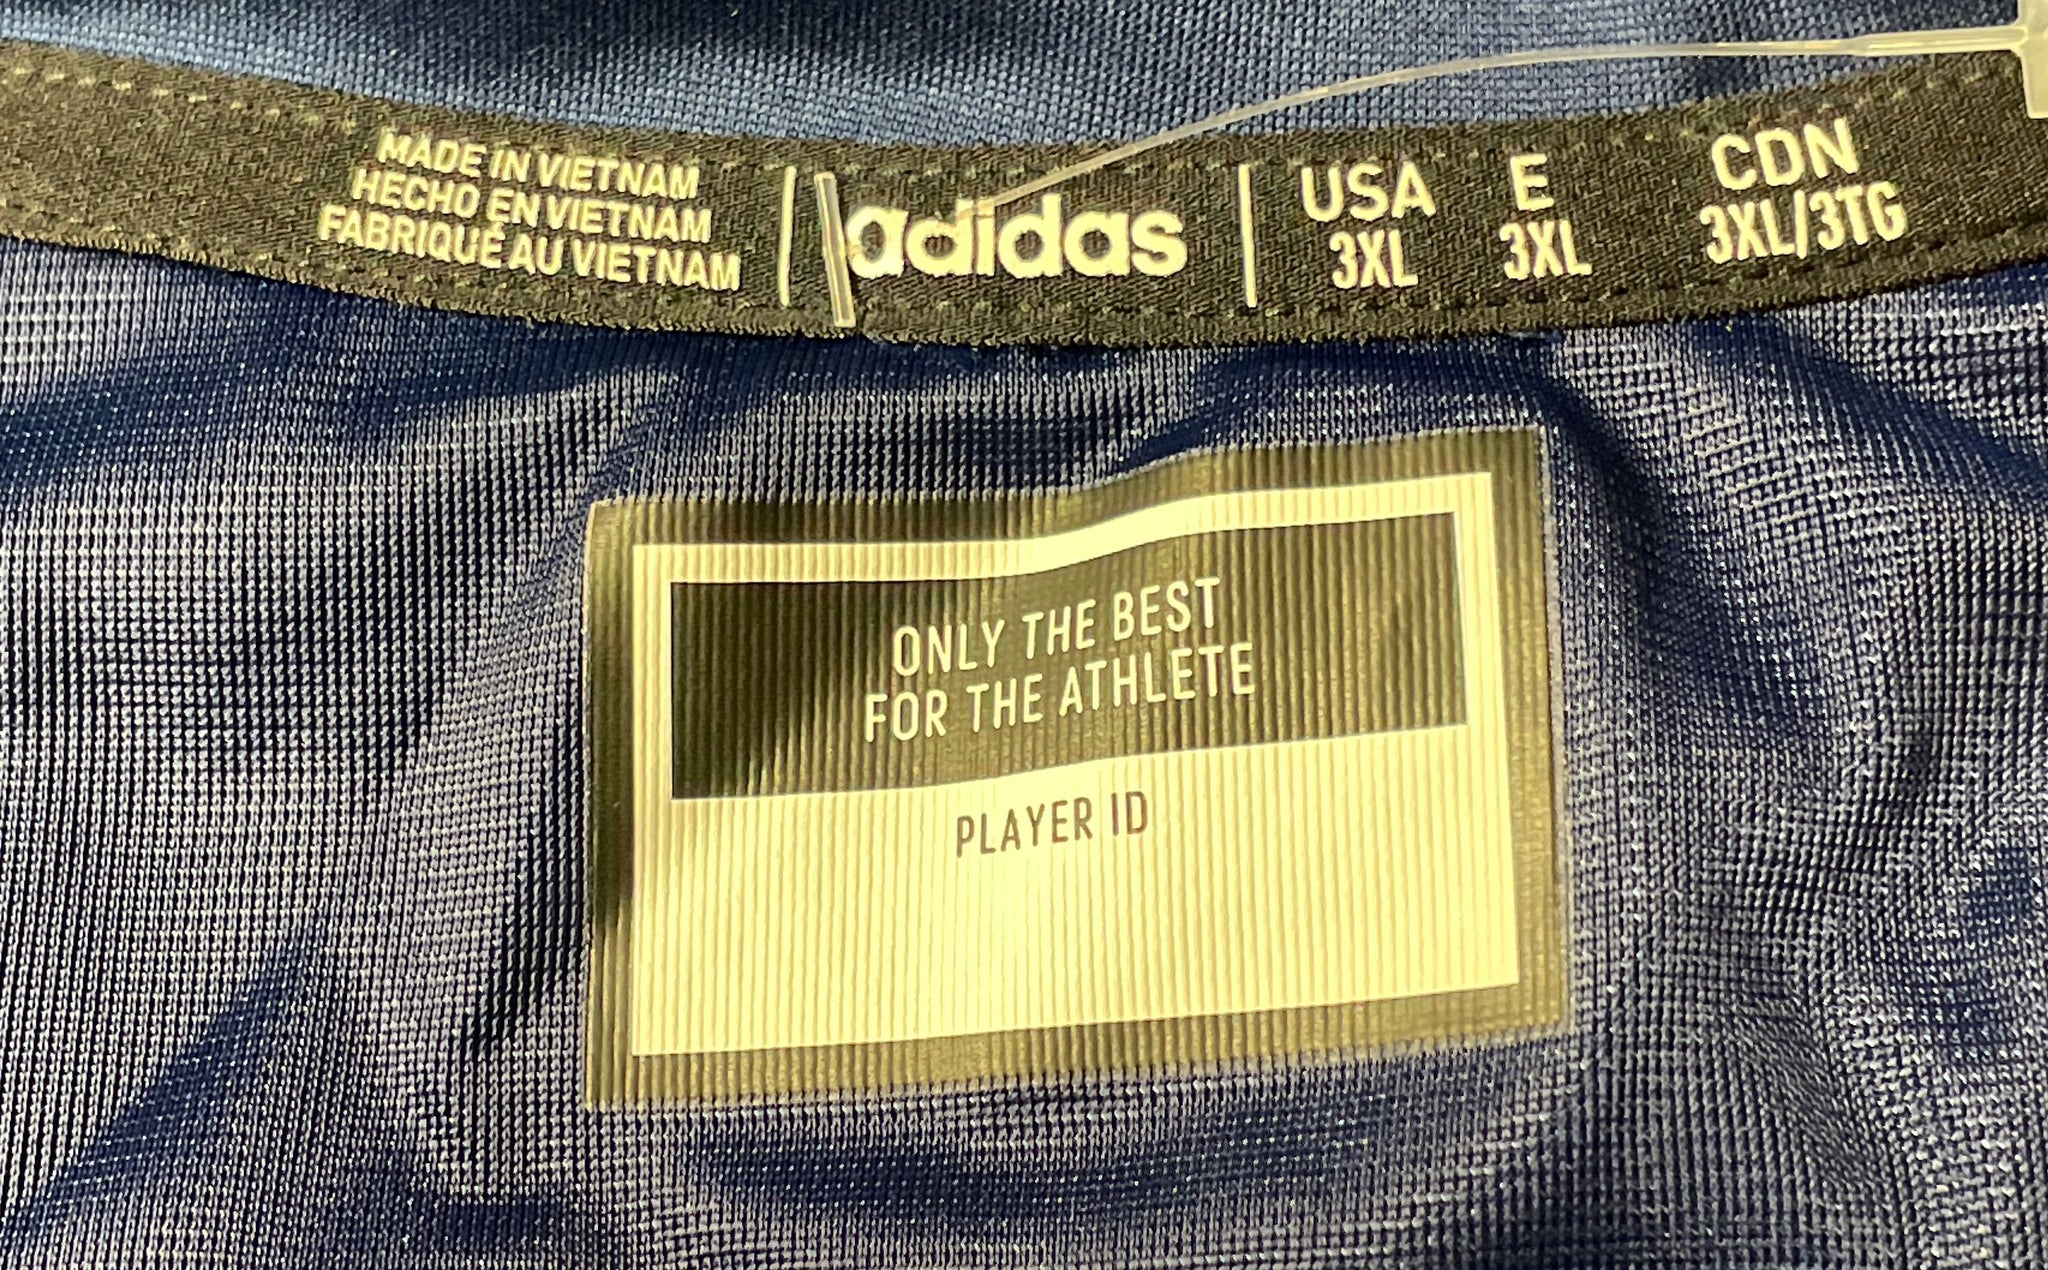 MADE IN VIETNAM
HECHO EN VIETNAM
FABRIQUÉ AU VIETNAM
adidas
USA E CDN
3XL 3XL 3XL/3TG
ONLY THE BEST
FOR THE ATHLETE
PLAYER ID